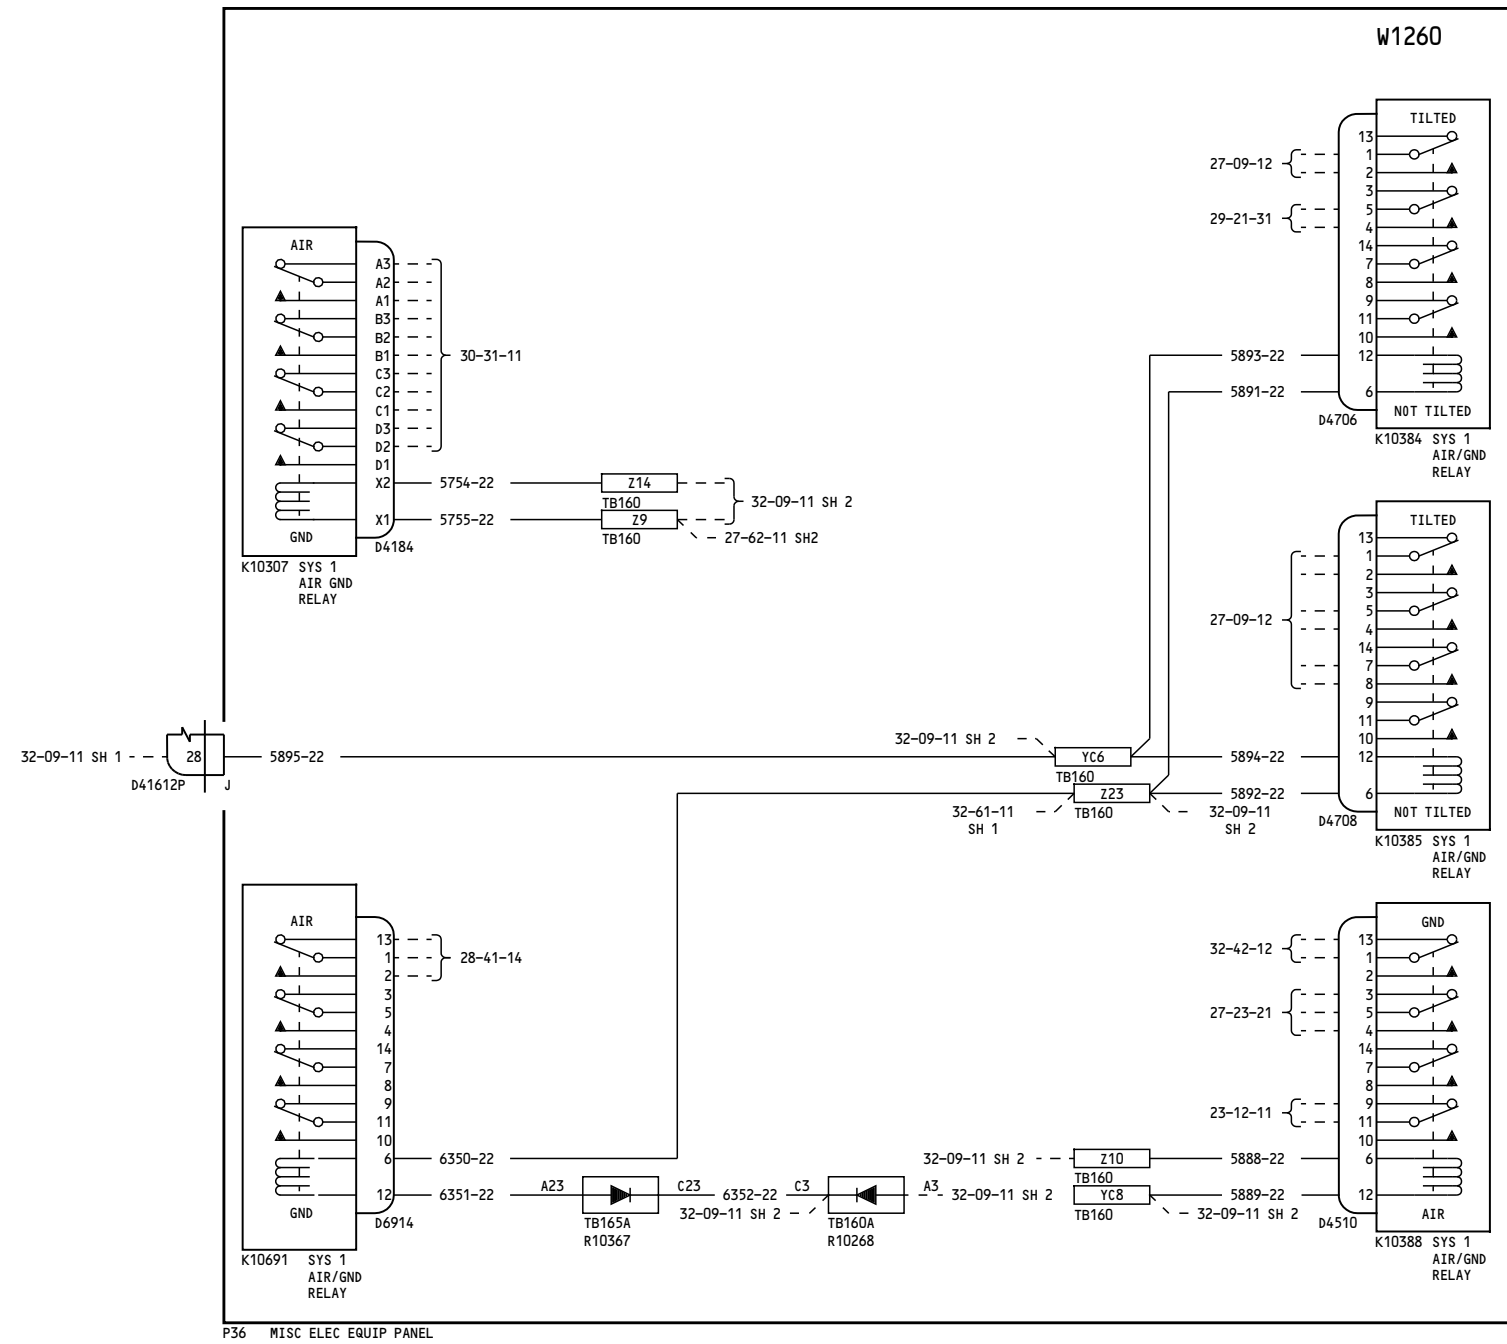 W1260
AIR
A3
A2
A1
B3
B2
B1
C3
C2
C1
D3
D2
D1
X2
X1
GND
D4184
K10307 SYS 1
AIR GND
RELAY
30-31-11
5754-22
Z14
TB160
5755-22
Z9
TB160
32-09-11 SH 2
27-62-11 SH2
TILTED
13
1
2
3
5
4
14
7
8
9
11
10
12
6
NOT TILTED
D4706
K10384 SYS 1
AIR/GND
RELAY
27-09-12
29-21-31
5893-22
5891-22
TILTED
13
1
2
3
5
4
14
7
8
9
11
10
12
6
NOT TILTED
D4708
K10385 SYS 1
AIR/GND
RELAY
27-09-12
32-09-11 SH 1
28
D41612P J
5895-22
32-09-11 SH 2
YC6
TB160
5894-22
Z23
TB160
5892-22
32-61-11
SH 1
32-09-11
SH 2
AIR
13
1
2
3
5
4
14
7
8
9
11
10
6
12
GND
D6914
K10691 SYS 1
AIR/GND
RELAY
28-41-14
6350-22
6351-22
A23
C23
TB165A
R10367
6352-22
C3
A3
32-09-11 SH 2
TB160A
R10268
32-09-11 SH 2
32-09-11 SH 2
Z10
TB160
5888-22
YC8
TB160
5889-22
32-09-11 SH 2
GND
13
1
2
3
5
4
14
7
8
9
11
10
6
12
AIR
D4510
K10388 SYS 1
AIR/GND
RELAY
32-42-12
27-23-21
23-12-11
P36 MISC ELEC EQUIP PANEL